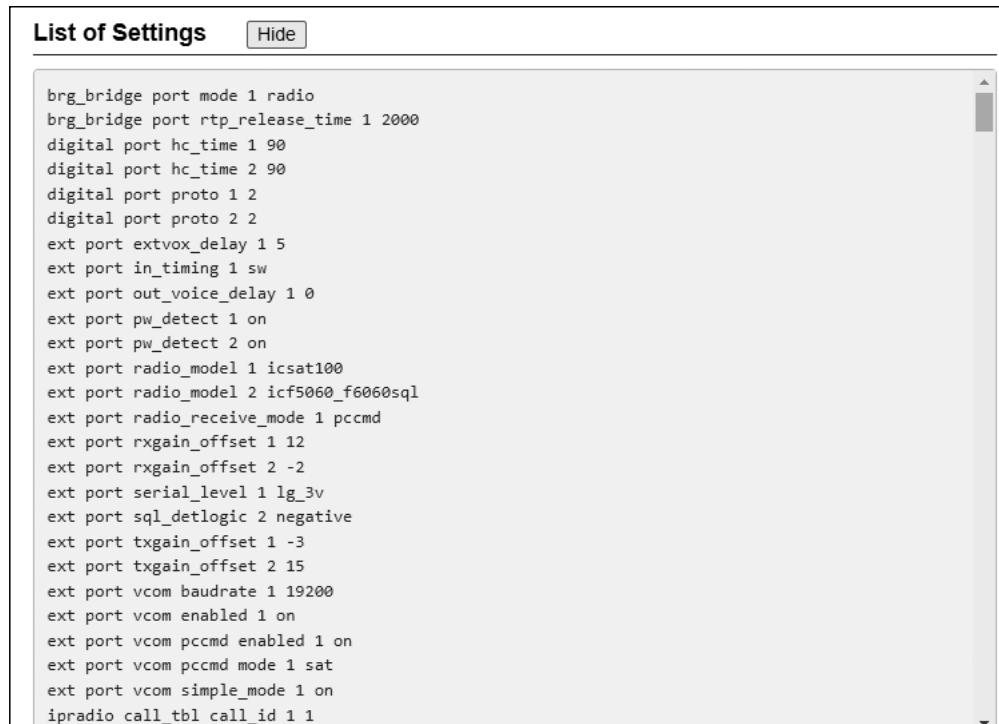 List of Settings Hide
brg_bridge port mode 1 radio
brg_bridge port rtp_release_time 1 2000
digital port hc_time 1 90
digital port hc_time 2 90
digital port proto 1 2
digital port proto 2 2
ext port extvox_delay 1 5
ext port in_timing 1 sw
ext port out_voice_delay 1 0
ext port pw_detect 1 on
ext port pw_detect 2 on
ext port radio_model 1 icsat100
ext port radio_model 2 icf5060_f6060sql
ext port radio_receive_mode 1 pccmd
ext port rxgain_offset 1 12
ext port rxgain_offset 2 -2
ext port serial_level 1 lg_3v
ext port sql_detlogic 2 negative
ext port txgain_offset 1 -3
ext port txgain_offset 2 15
ext port vcom baudrate 1 19200
ext port vcom enabled 1 on
ext port vcom pccmd enabled 1 on
ext port vcom pccmd mode 1 sat
ext port vcom simple_mode 1 on
ipradio call_tbl call_id 1 1